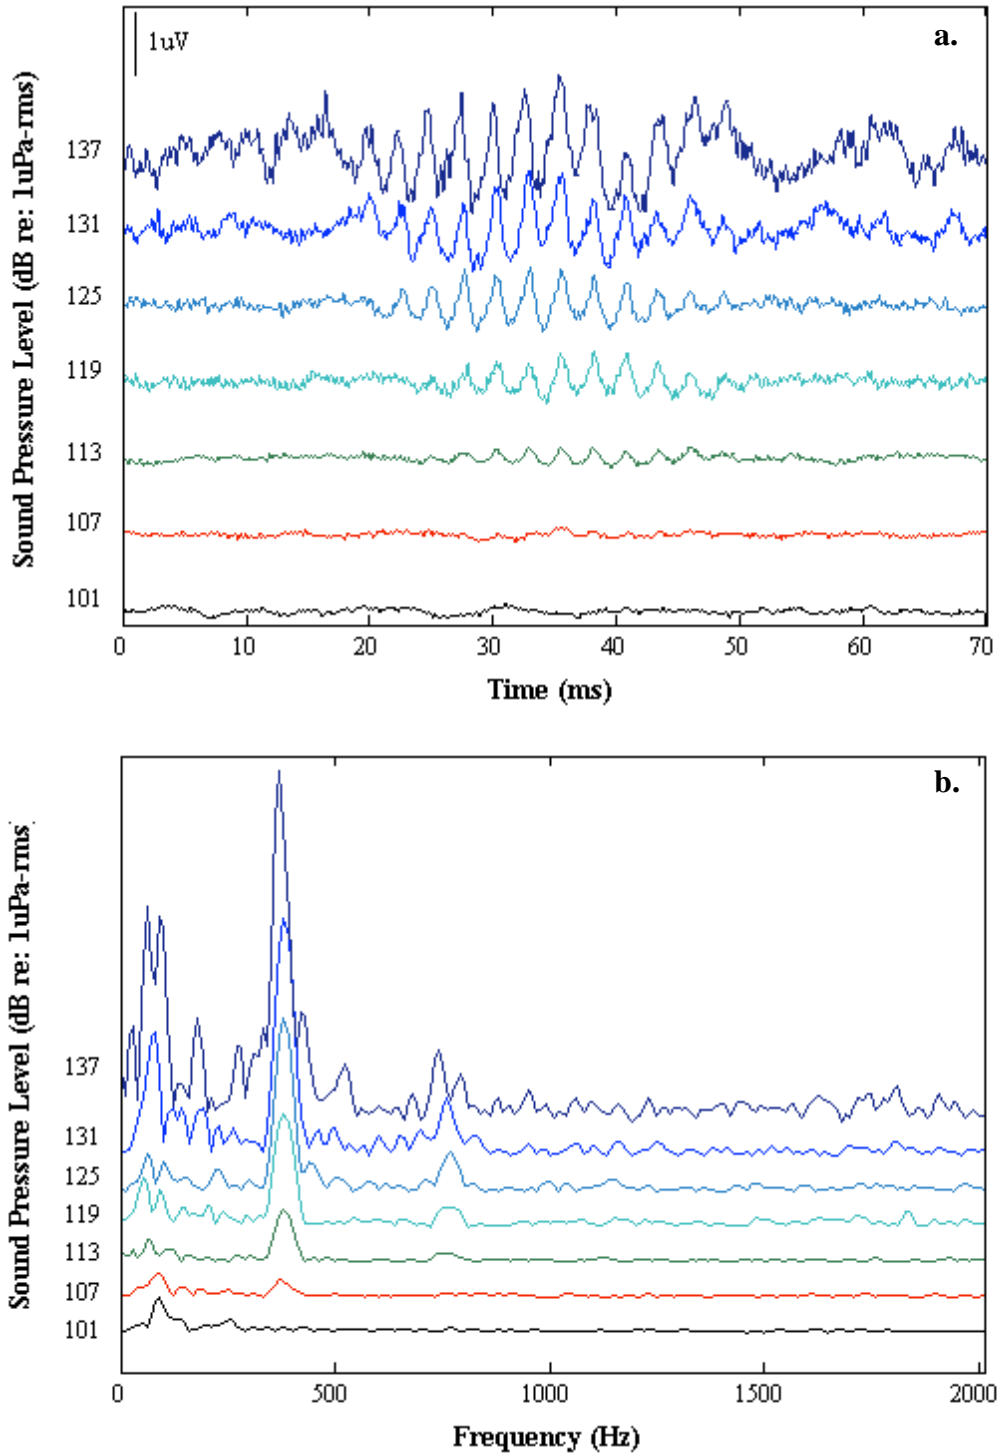 a.
1uV
Sound Pressure Level (dB re: 1uPa-rms)
137
131
125
119
113
107
101
0 10 20 30 40 50 60 70
Time (ms)
b.
Sound Pressure Level (dB re: 1uPa-rms)
137
131
125
119
113
107
101
0 500 1000 1500 2000
Frequency (Hz)